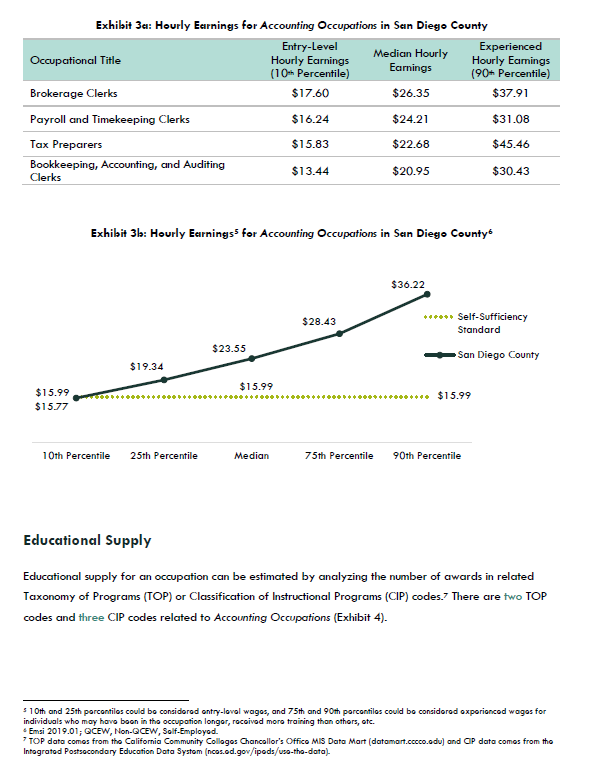 Exhibit 3a: Hourly Earnings for Accounting Occupations in San Diego County
Occupational Title
Entry-Level
Hourly Earnings
(10th Percentile)
Median Hourly
Earnings
Experienced
Hourly Earnings
(90th Percentile)
Brokerage Clerks $17.60 $26.35 $37.91
Payroll and Timekeeping Clerks $16.24 $24.21 $31.08
Tax Preparers $15.83 $22.68 $45.46
Bookkeeping, Accounting, and Auditing
Clerks
$13.44 $20.95 $30.43
Exhibit 3b: Hourly Earnings⁵ for Accounting Occupations in San Diego County⁶
$36.22
$28.43
$23.55
$19.34
$15.99
$15.77
$15.99
$15.99
Self-Sufficiency
Standard
San Diego County
10th Percentile 25th Percentile Median 75th Percentile 90th Percentile
Educational Supply
Educational supply for an occupation can be estimated by analyzing the number of awards in related
Taxonomy of Programs (TOP) or Classification of Instructional Programs (CIP) codes.⁷ There are two TOP
codes and three CIP codes related to Accounting Occupations (Exhibit 4).
⁵ 10th and 25th percentiles could be considered entry-level wages, and 75th and 90th percentiles could be considered experienced wages for
individuals who may have been in the occupation longer, received more training than others, etc.
⁶ Emsi 2019.01; QCEW, Non-QCEW, Self-Employed.
⁷ TOP data comes from the California Community Colleges Chancellor's Office MIS Data Mart (datamart.cccco.edu) and CIP data comes from the
Integrated Postsecondary Education Data System (nces.ed.gov/ipeds/use-the-data).